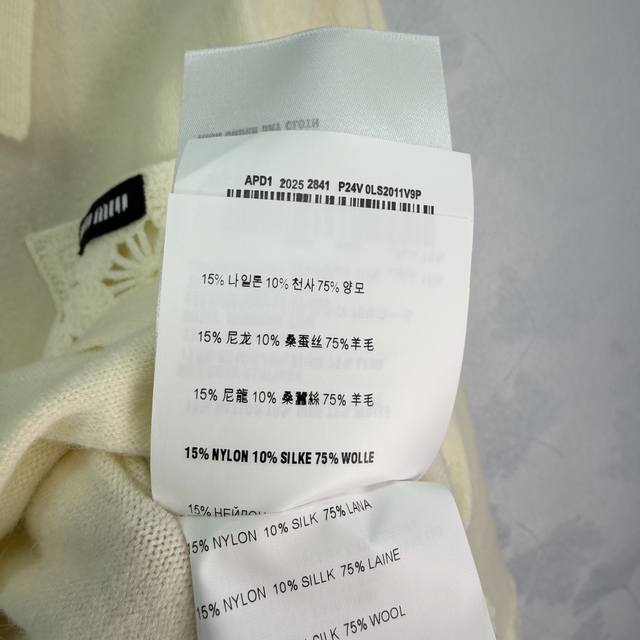 APD1 2025 2841 P24V 0LS2011V9P
15% 나일론 10% 천사 75% 양모
15% 尼龙 10% 桑蚕丝 75% 羊毛
15% 尼龍 10% 桑蠶絲 75% 羊毛
15% NYLON 10% SILKE 75% WOLLE
15% НЕЙЛОН
15% NYLON 10% SILK 75% LANA
15% NYLON 10% SILLK 75% LAINE
10% SILK 75% WOOL
MIU